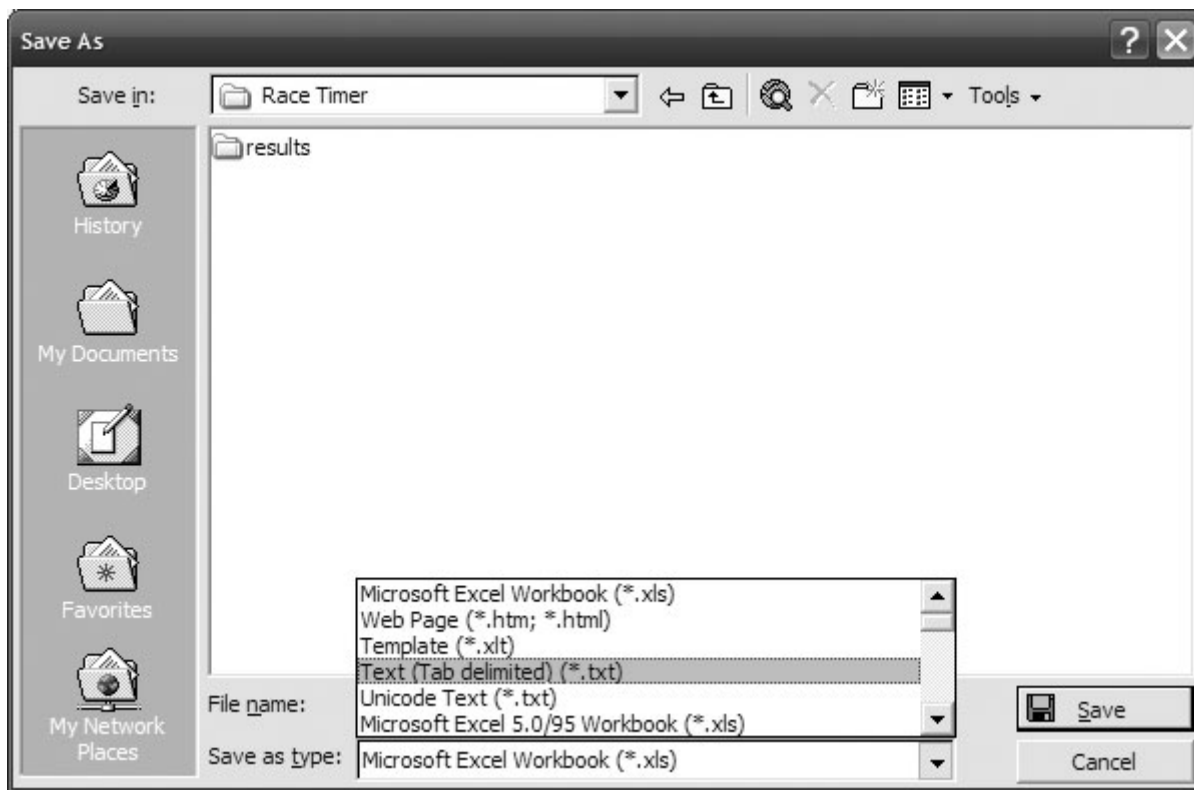 Save As
Save in:
Race Timer
Tools
results
History
My Documents
Desktop
Favorites
My Network
Places
Microsoft Excel Workbook (*.xls)
Web Page (*.htm; *.html)
Template (*.xlt)
Text (Tab delimited) (*.txt)
Unicode Text (*.txt)
Microsoft Excel 5.0/95 Workbook (*.xls)
File name:
Save
Save as type:
Microsoft Excel Workbook (*.xls)
Cancel